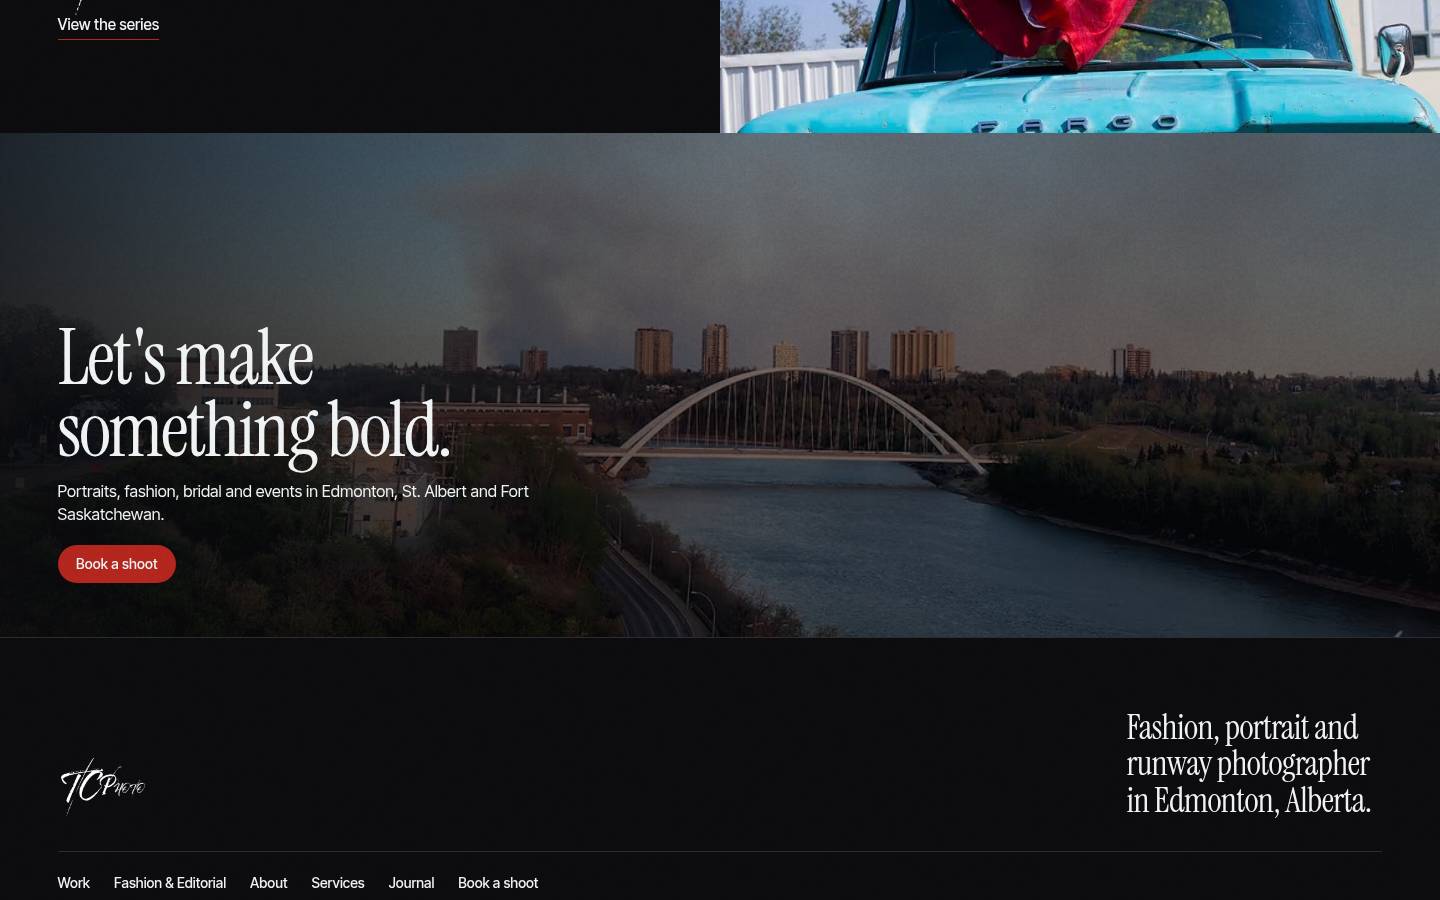 View the series
FARGO
Let's make
something bold.
Portraits, fashion, bridal and events in Edmonton, St. Albert and Fort
Saskatchewan.
Book a shoot
Fashion, portrait and
runway photographer
in Edmonton, Alberta.
TCPHOTO
Work Fashion & Editorial About Services Journal Book a shoot